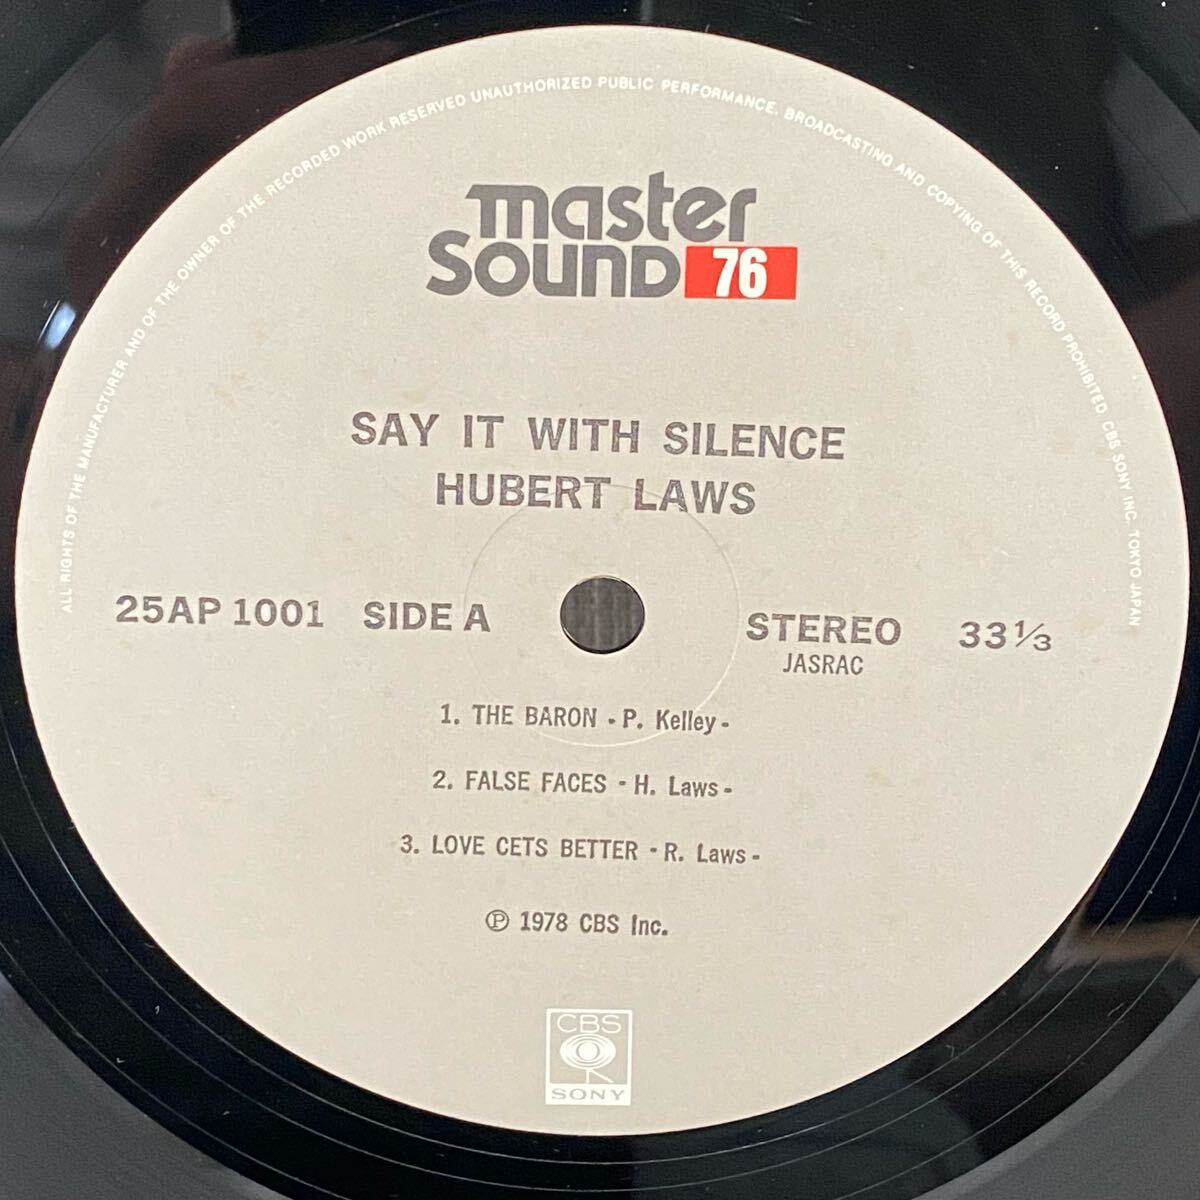 ALL RIGHTS OF THE MANUFACTURER AND OF THE OWNER OF THE RECORDED WORK RESERVED UNAUTHORIZED PUBLIC PERFORMANCE, BROADCASTING AND COPYING OF THIS RECORD PROHIBITED CBS SONY INC. TOKYO JAPAN
master
SOUND 76
SAY IT WITH SILENCE
HUBERT LAWS
25AP 1001 SIDE A STEREO 33⅓
JASRAC
1. THE BARON - P. Kelley -
2. FALSE FACES - H. Laws -
3. LOVE CETS BETTER - R. Laws -
℗ 1978 CBS Inc.
CBS
SONY